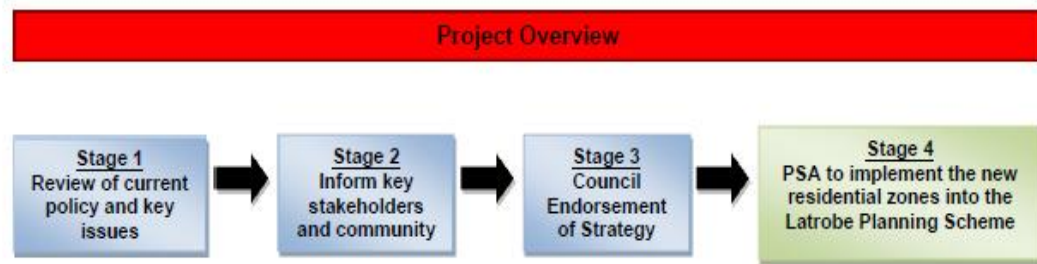 Project Overview
Stage 1
Review of current
policy and key
issues
Stage 2
Inform key
stakeholders
and community
Stage 3
Council
Endorsement
of Strategy
Stage 4
PSA to implement the new
residential zones into the
Latrobe Planning Scheme